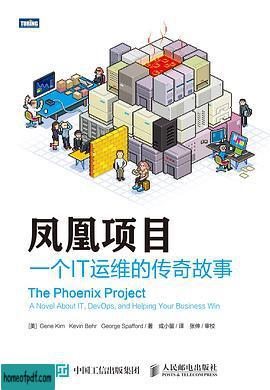 TURING
凤凰项目
一个IT运维的传奇故事
The Phoenix Project
A Novel About IT, DevOps, and Helping Your Business Win
[美] Gene Kim Kevin Behr George Spafford 著 成小留 译 张伸 审校
中国工信出版集团
人民邮电出版社
POSTS & TELECOM PRESS
homeofpdf.com